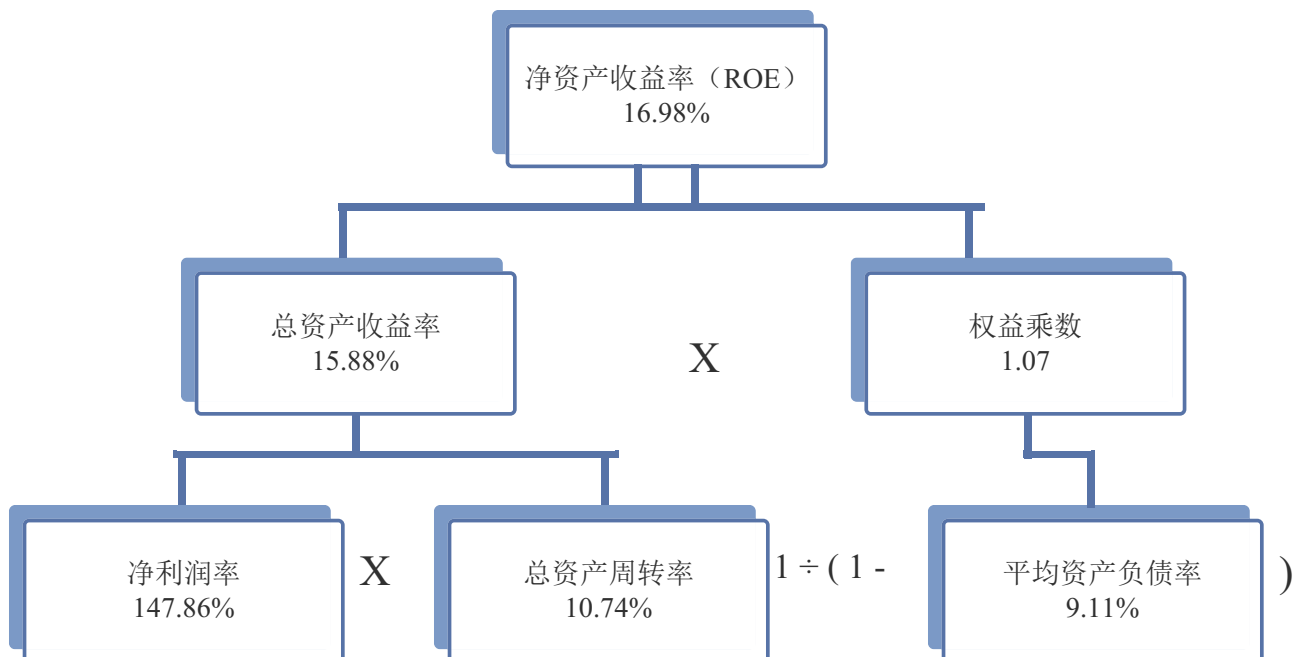 净资产收益率（ROE）
16.98%
总资产收益率
15.88%
X
权益乘数
1.07
净利润率
147.86%
X
总资产周转率
10.74%
1 ÷ ( 1 -
平均资产负债率
9.11%
)